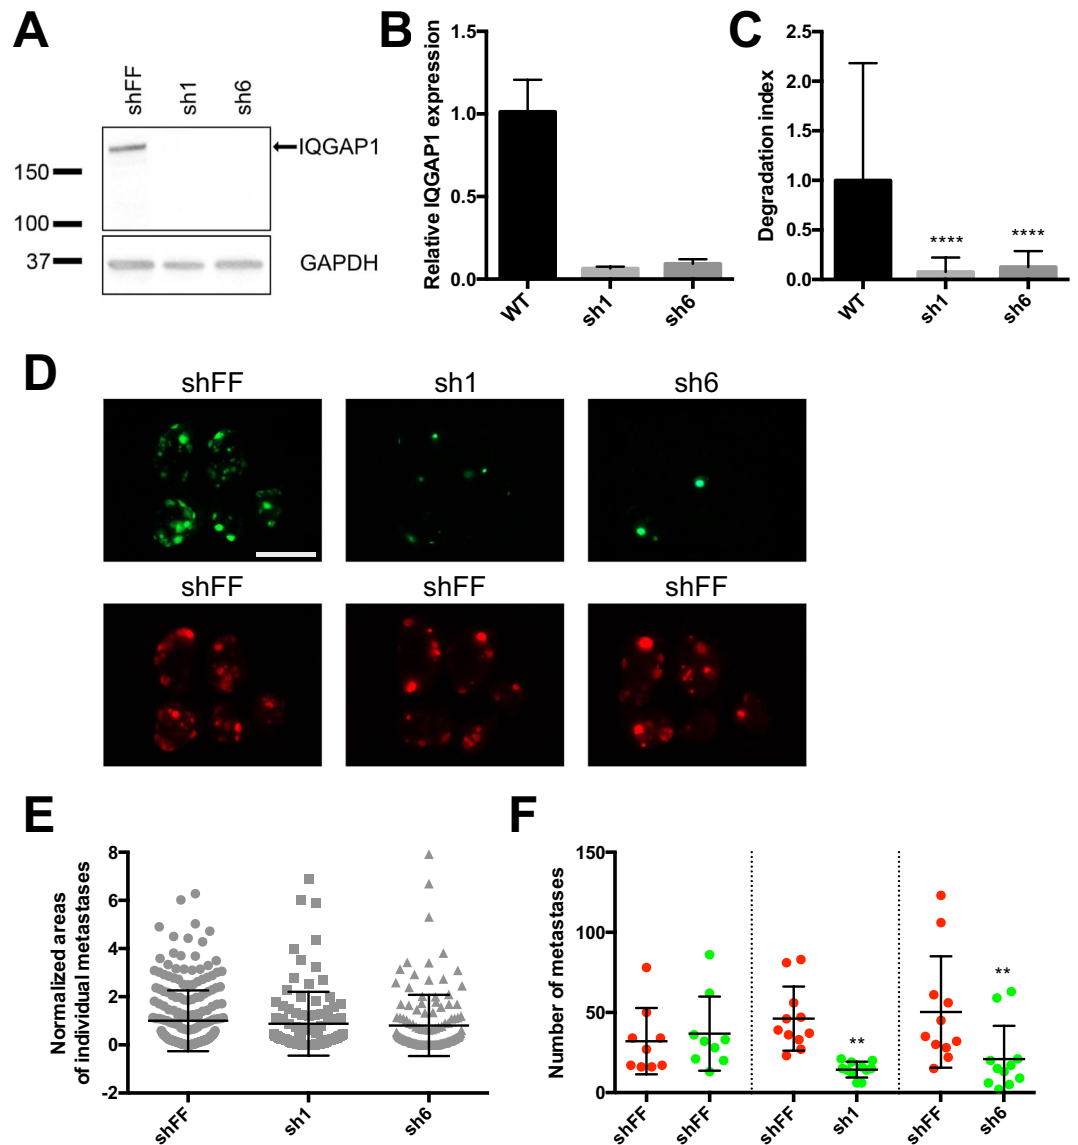 A
shFF
sh1
sh6
IQGAP1
150
100
37
GAPDH
B
Relative IQGAP1 expression
1.5
1.0
0.5
0.0
WT
sh1
sh6
C
Degradation index
2.5
2.0
1.5
1.0
0.5
0.0
****
****
WT
sh1
sh6
D
shFF
sh1
sh6
shFF
shFF
shFF
E
Normalized areas
of individual metastases
8
6
4
2
0
-2
shFF
sh1
sh6
F
Number of metastases
150
100
50
0
**
**
shFF
shFF
shFF
sh1
shFF
sh6